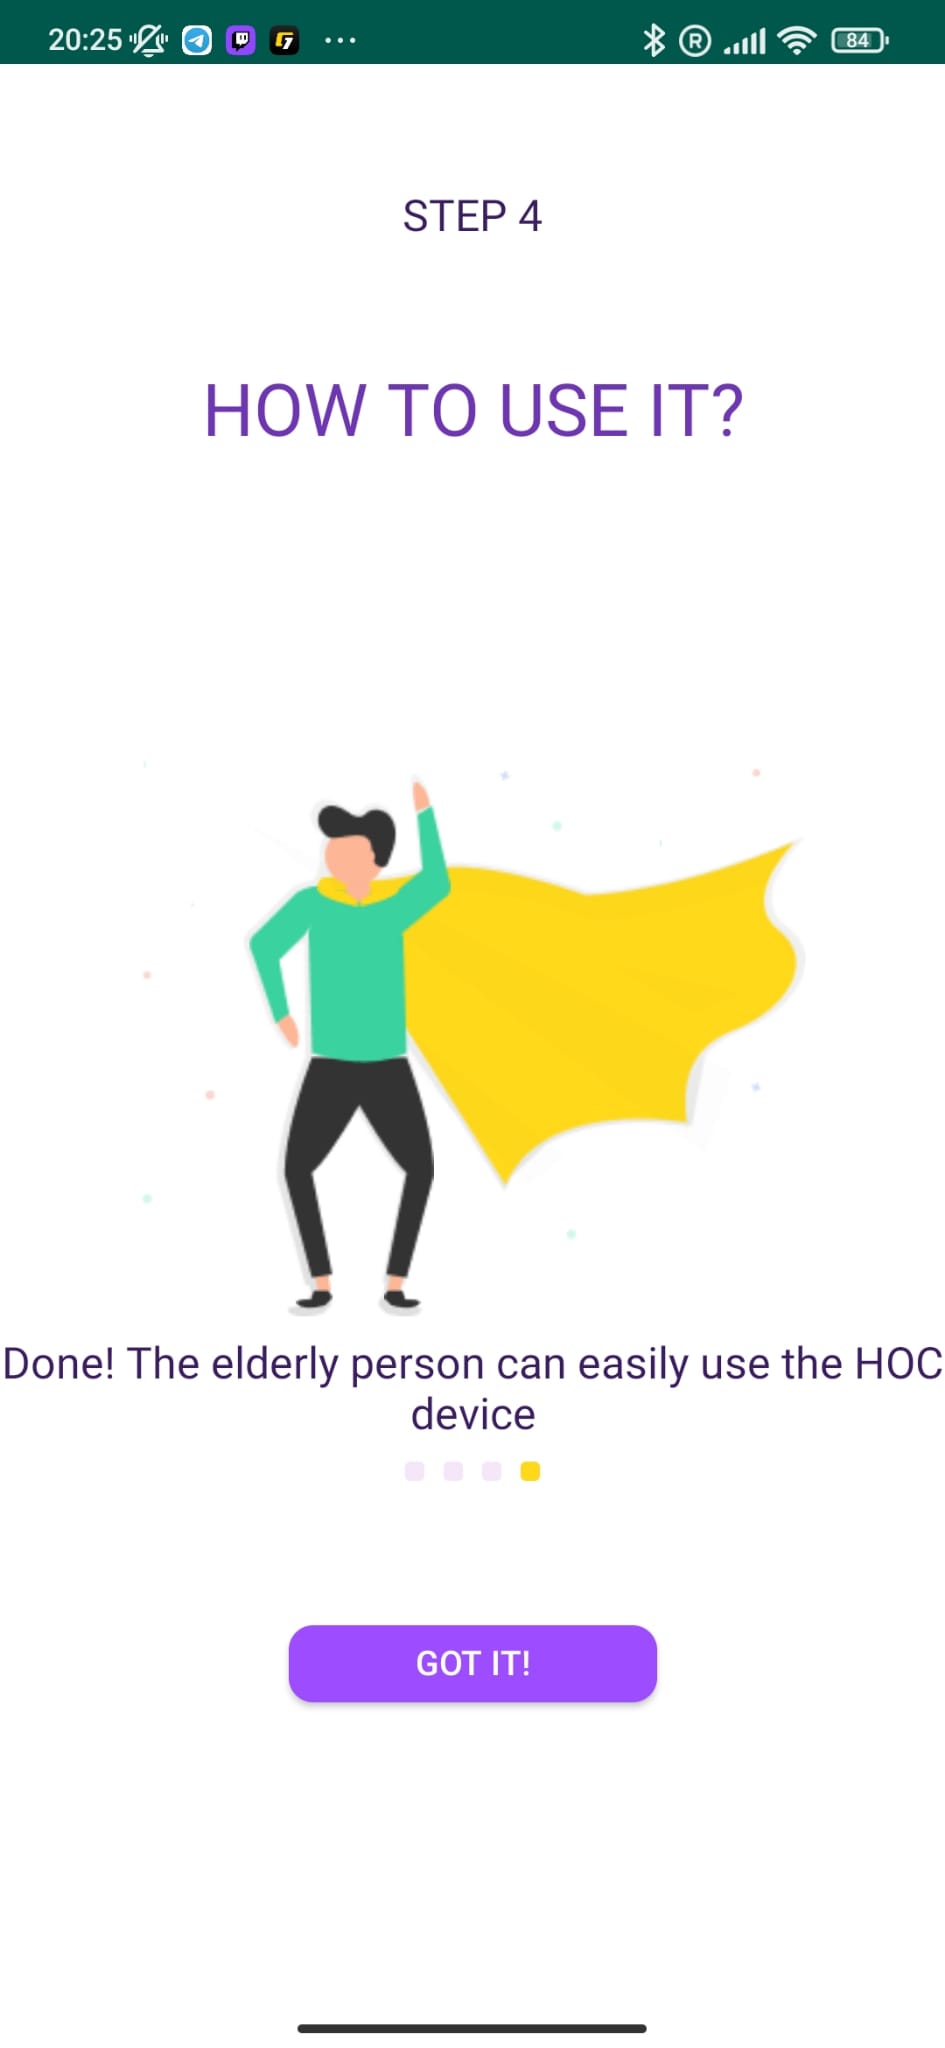 20:25
84
STEP 4
HOW TO USE IT?
Done! The elderly person can easily use the HOC
device
GOT IT!